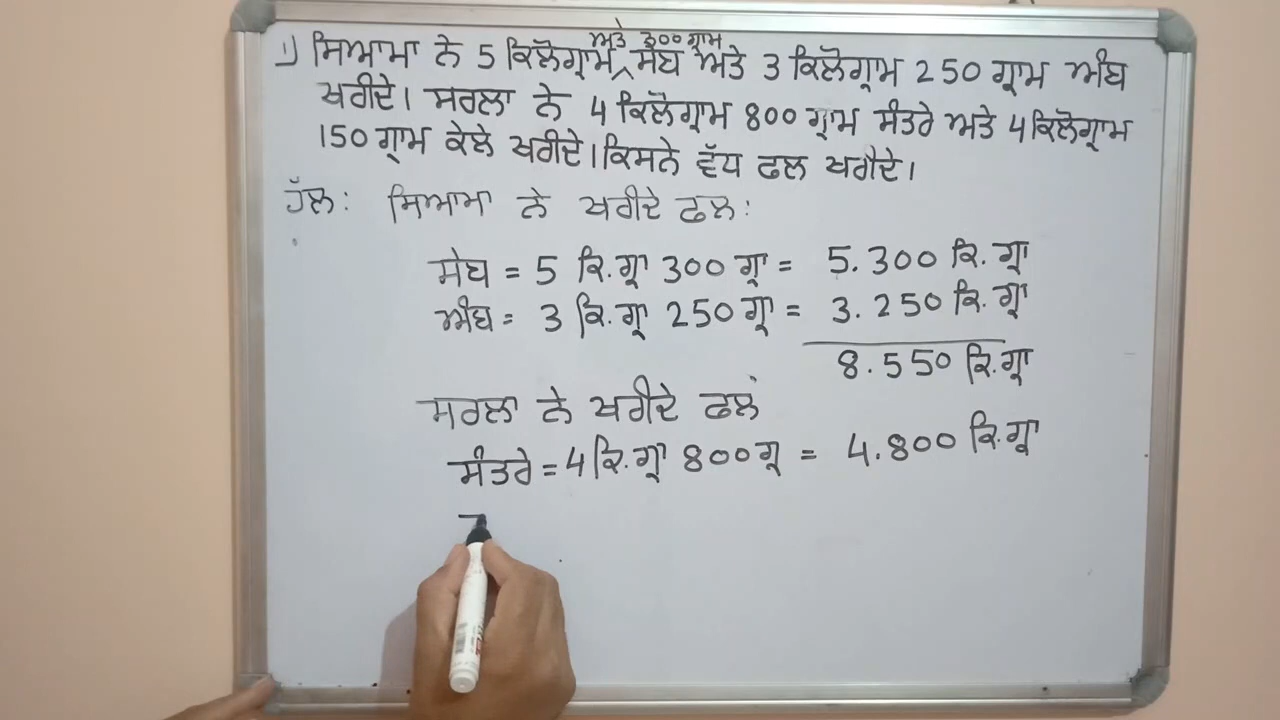 1) ਸਿਆਮਾ ਨੇ 5 ਕਿਲੋਗ੍ਰਾਮ ਅਤੇ 300 ਗ੍ਰਾਮ ਸੇਬ ਅਤੇ 3 ਕਿਲੋਗ੍ਰਾਮ 250 ਗ੍ਰਾਮ ਅੰਬ
ਖਰੀਦੇ। ਸਰਲਾ ਨੇ 4 ਕਿਲੋਗ੍ਰਾਮ 800 ਗ੍ਰਾਮ ਸੰਤਰੇ ਅਤੇ 4 ਕਿਲੋਗ੍ਰਾਮ
150 ਗ੍ਰਾਮ ਕੇਲੇ ਖਰੀਦੇ। ਕਿਸਨੇ ਵੱਧ ਫਲ ਖਰੀਦੇ।
ਹੱਲ: ਸਿਆਮਾ ਨੇ ਖਰੀਦੇ ਫਲ:
ਸੇਬ = 5 ਕਿ.ਗ੍ਰਾ 300 ਗ੍ਰਾ = 5.300 ਕਿ.ਗ੍ਰਾ
ਅੰਬ = 3 ਕਿ.ਗ੍ਰਾ 250 ਗ੍ਰਾ = 3.250 ਕਿ.ਗ੍ਰਾ
8.550 ਕਿ.ਗ੍ਰਾ
ਸਰਲਾ ਨੇ ਖਰੀਦੇ ਫਲ
ਸੰਤਰੇ = 4 ਕਿ.ਗ੍ਰਾ 800 ਗ੍ਰ = 4.800 ਕਿ.ਗ੍ਰਾ